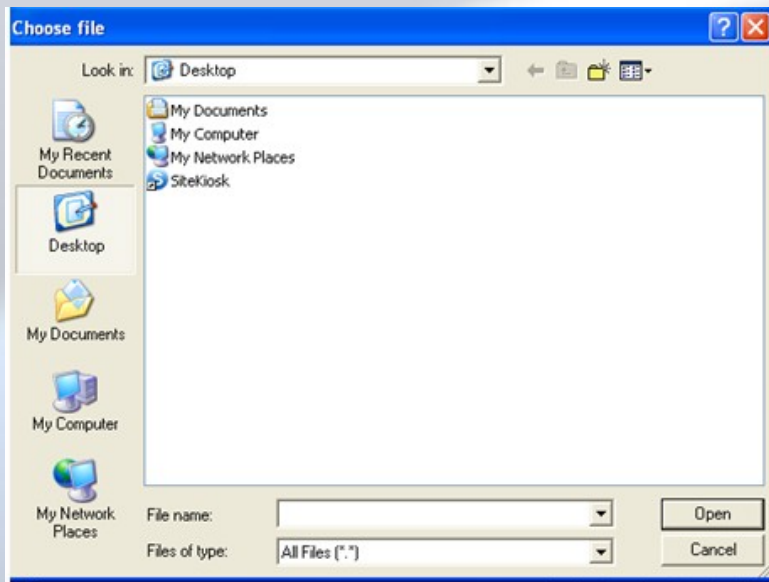 Choose file
Look in:
Desktop
My Documents
My Computer
My Network Places
SiteKiosk
My Recent
Documents
Desktop
My Documents
My Computer
My Network
Places
File name:
Open
Files of type:
All Files (*.*)
Cancel